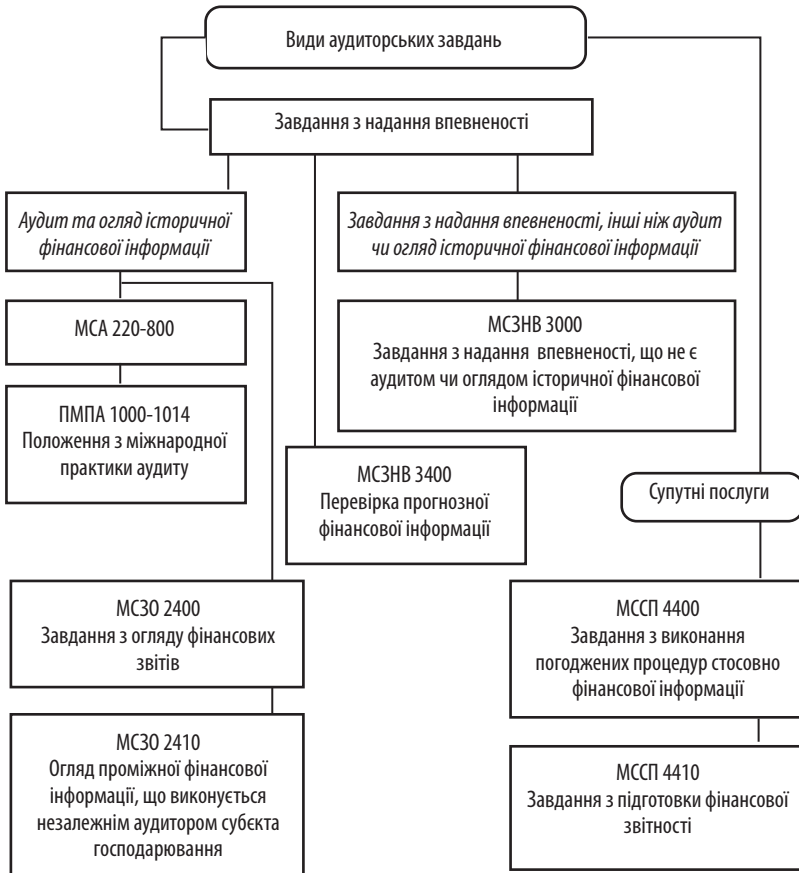 Види аудиторських завдань
Завдання з надання впевненості
Аудит та огляд історичної
фінансової інформації
Завдання з надання впевненості, інші ніж аудит
чи огляд історичної фінансової інформації
МСА 220-800
МСЗНВ 3000
Завдання з надання впевненості, що не є
аудитом чи оглядом історичної фінансової
інформації
ПМПА 1000-1014
Положення з міжнародної
практики аудиту
МСЗНВ 3400
Перевірка прогнозної
фінансової інформації
Супутні послуги
МСЗО 2400
Завдання з огляду фінансових
звітів
МССП 4400
Завдання з виконання
погоджених процедур стосовно
фінансової інформації
МСЗО 2410
Огляд проміжної фінансової
інформації, що виконується
незалежнім аудитором субєкта
господарювання
МССП 4410
Завдання з підготовки фінансової
звітності